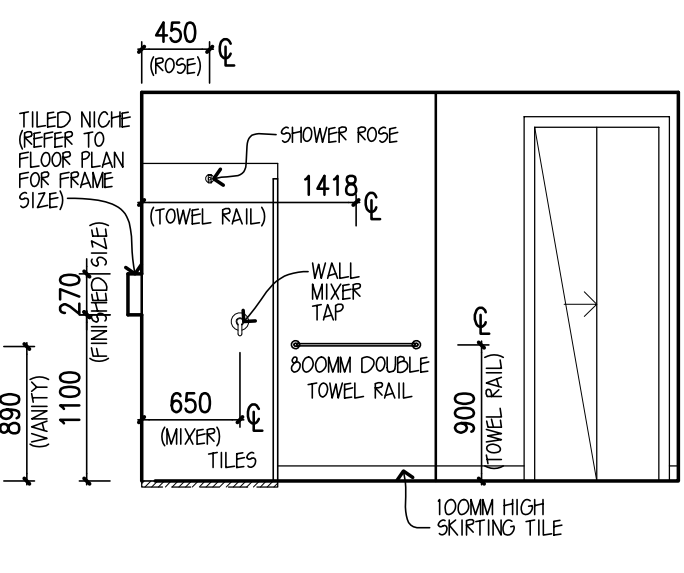 450
℄
(ROSE)
TILED NICHE
(REFER TO
FLOOR PLAN
FOR FRAME
SIZE)
SHOWER ROSE
1418
℄
(TOWEL RAIL)
270
(FINISHED SIZE)
WALL
MIXER
TAP
℄
800MM DOUBLE
TOWEL RAIL
890
(VANITY)
1100
650
℄
(MIXER)
TILES
900
(TOWEL RAIL)
100MM HIGH
SKIRTING TILE